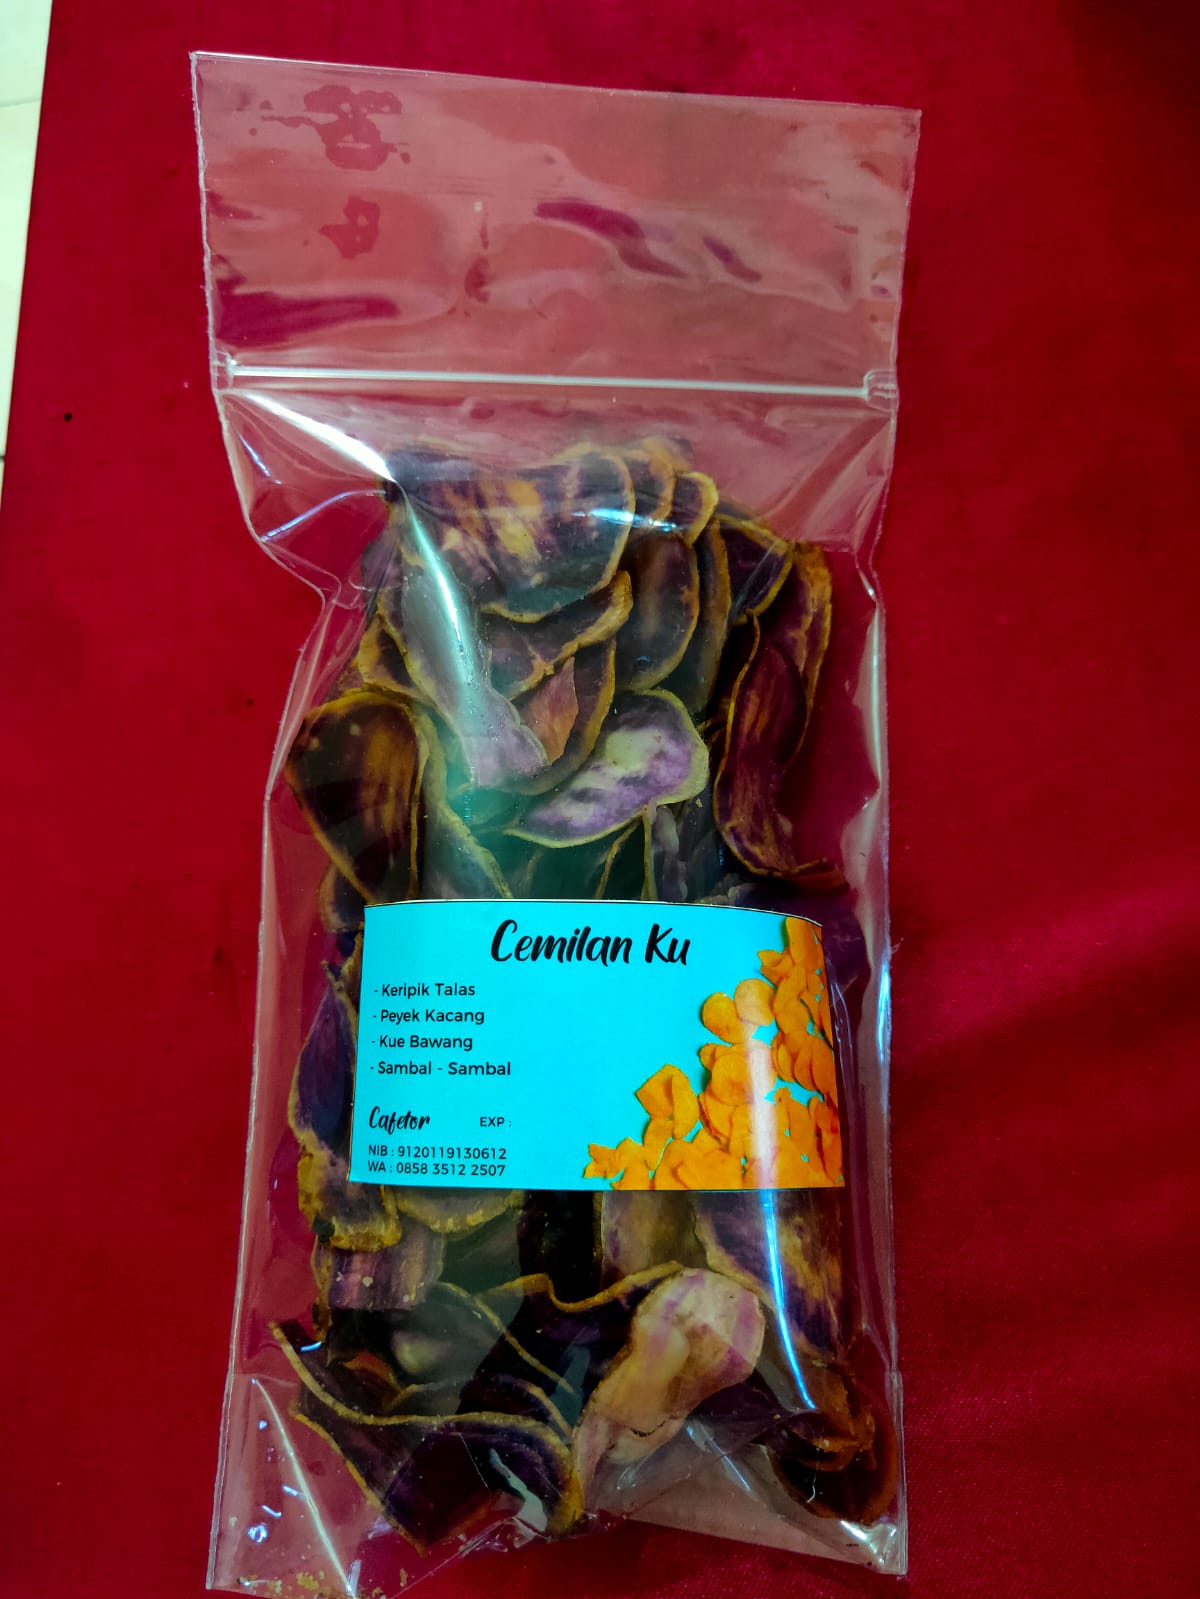 Cemilan Ku
- Keripik Talas
- Peyek Kacang
- Kue Bawang
- Sambal - Sambal
Cafetor EXP :
NIB : 9120119130612
WA : 0858 3512 2507